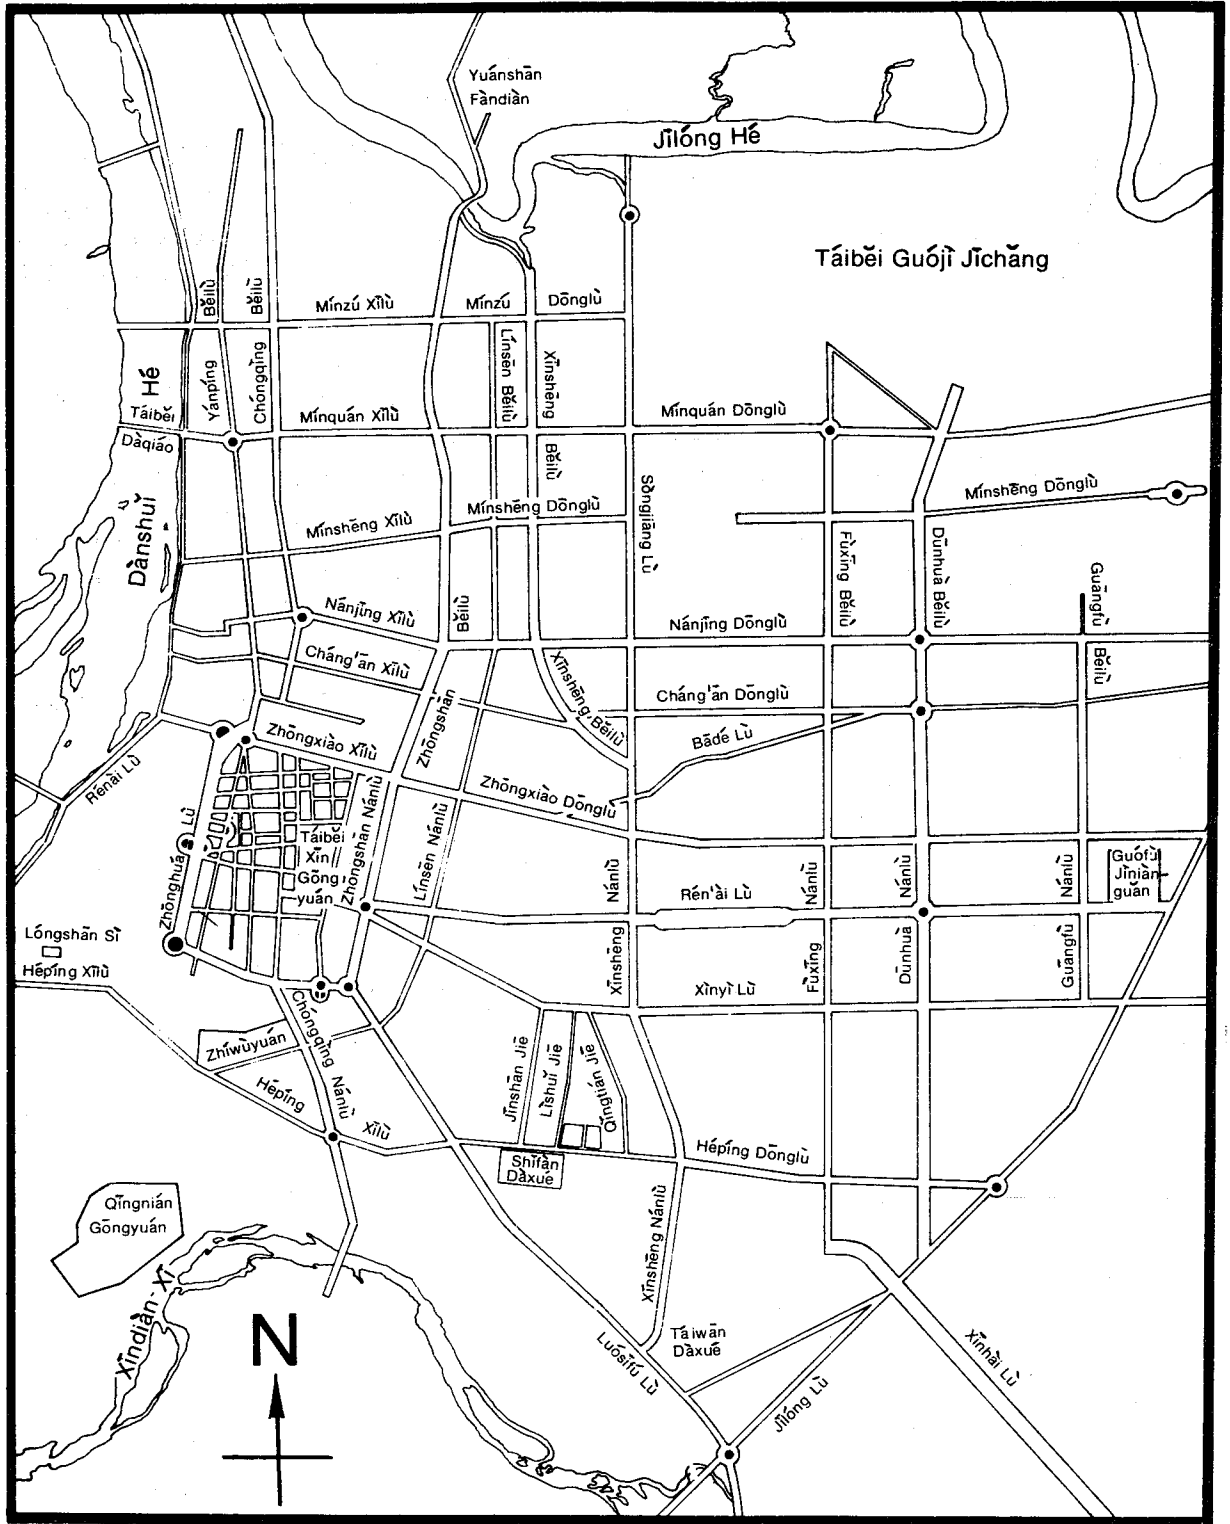 Yuánshān
Fàndiàn
Jīlóng Hé
Táiběi Guójì Jīchǎng
Běilù
Běilù
Mínzú Xīlù
Mínzú
Dōnglù
Línsēn Běilù
Xīnshēng
Yánpíng
Chóngqìng
Hé
Táiběi
Dàqiáo
Mínquán Xīlù
Mínquán Dōnglù
Běilù
Dànshuǐ
Mínshēng Xīlù
Mínshēng Dōnglù
Sōngjiāng Lù
Mínshēng Dōnglù
Fùxīng Běilù
Dūnhuá Běilù
Guāngfú
Běilù
Nánjīng Xīlù
Běilù
Nánjīng Dōnglù
Cháng'ān Xīlù
Xīnshēng Běilù
Cháng'ān Dōnglù
Zhōngshān
Bādé Lù
Zhōngxiào Xīlù
Rénài Lù
Zhōngxiào Dōnglù
Lù
Zhōnghuá
Táiběi
Xīn
Gōng
yuán
Zhōngshān Nánlù
Línsēn Nánlù
Nánlù
Rén'ài Lù
Nánlù
Nánlù
Nánlù
Guófù
Jìniàn
guǎn
Lóngshān Sì
Hépíng Xīlù
Xīnshēng
Xìnyì Lù
Fùxīng
Dūnhuà
Guāngfù
Zhíwùyuán
Chóngqìng Nánlù
Hépíng
Xīlù
Jīnshān Jiē
Lìshuǐ Jiē
Qīngtián Jiē
Shīfàn
Dàxué
Hépíng Dōnglù
Qīngnián
Gōngyuán
Xīndiàn-Xī
N
Xīnshēng Nánlù
Táiwān
Dàxué
Luósīfú Lù
Jīlóng Lù
Xīnhài Lù